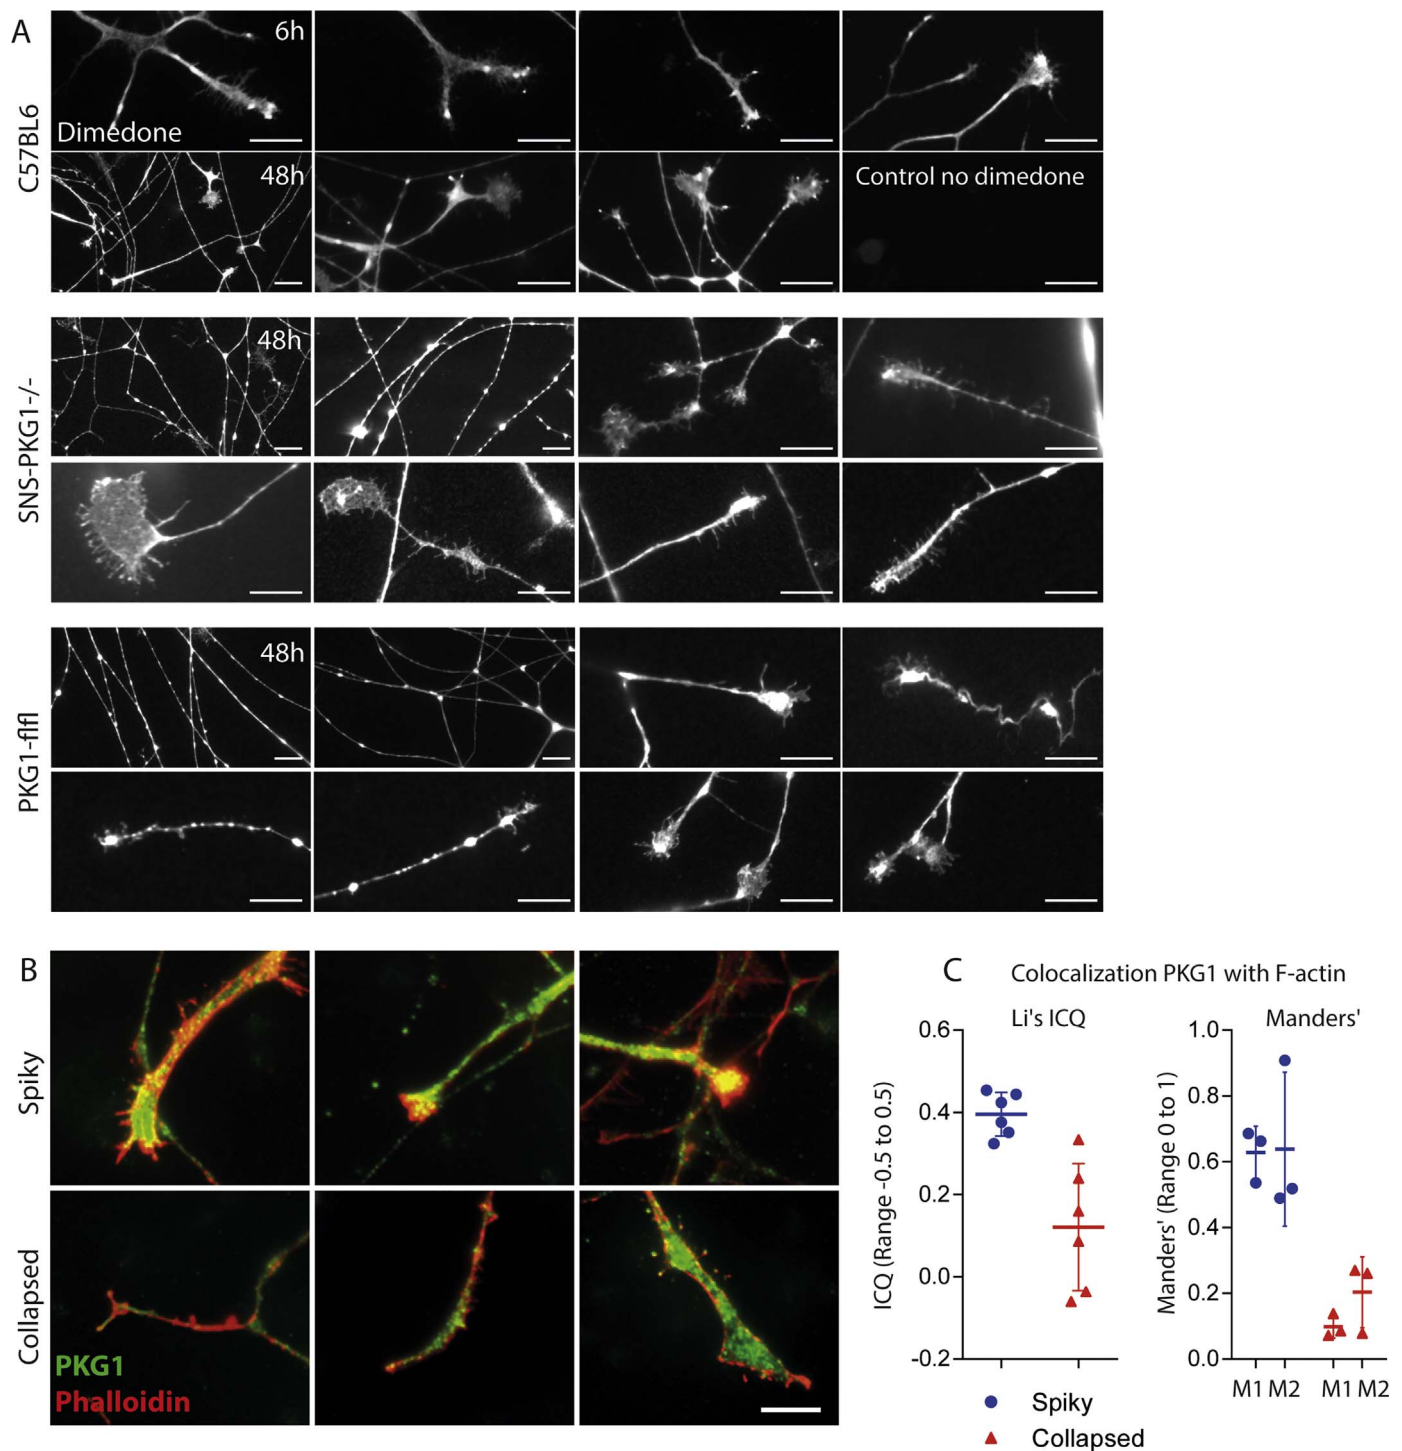 A
C57BL6
6h
Dimedone
48h
Control no dimedone
SNS-PKG1-/-
48h
PKG1-flfl
48h
B
Spiky
Collapsed
PKG1
Phalloidin
C
Colocalization PKG1 with F-actin
Li's ICQ
ICQ (Range -0.5 to 0.5)
0.6
0.4
0.2
0.0
-0.2
Manders'
Manders' (Range 0 to 1)
1.0
0.8
0.6
0.4
0.2
0.0
M1 M2 M1 M2
Spiky
Collapsed